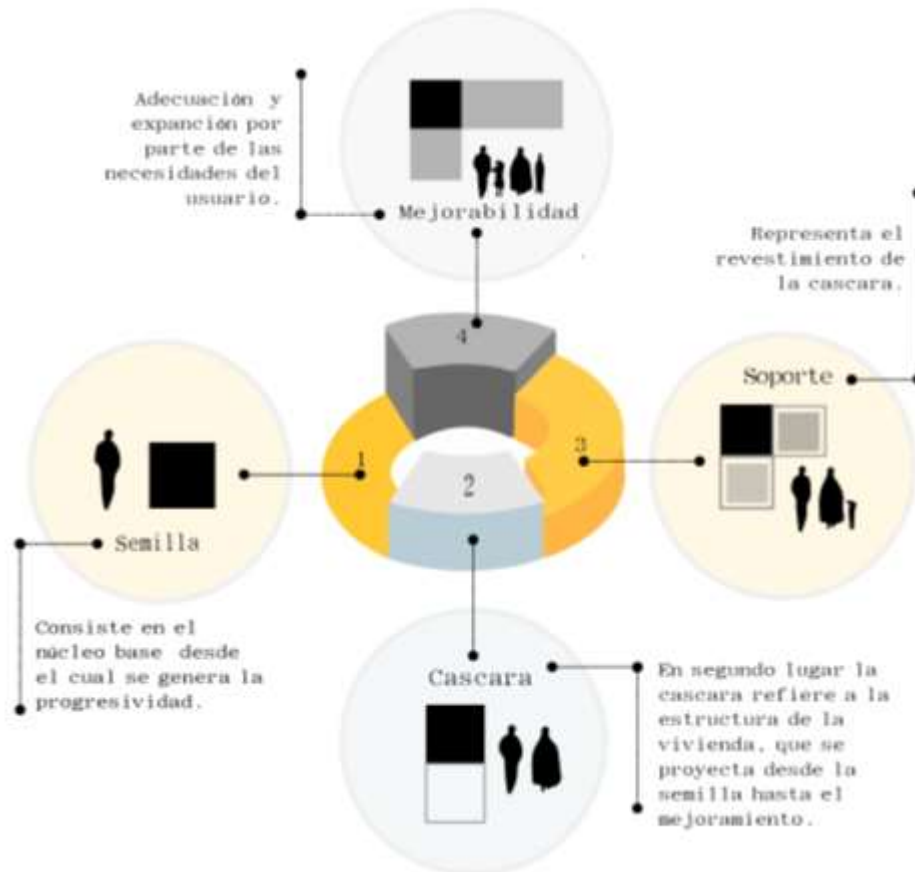 Adecuación y
expanción por
parte de las
necesidades del
usuario.
Mejorabilidad
Representa el
revestimiento de
la cascara.
Soporte
4
1
3
2
Semilla
Consiste en el
núcleo base desde
el cual se genera la
progresividad.
Cascara
En segundo lugar la
cascara refiere a la
estructura de la
vivienda, que se
proyecta desde la
semilla hasta el
mejoramiento.